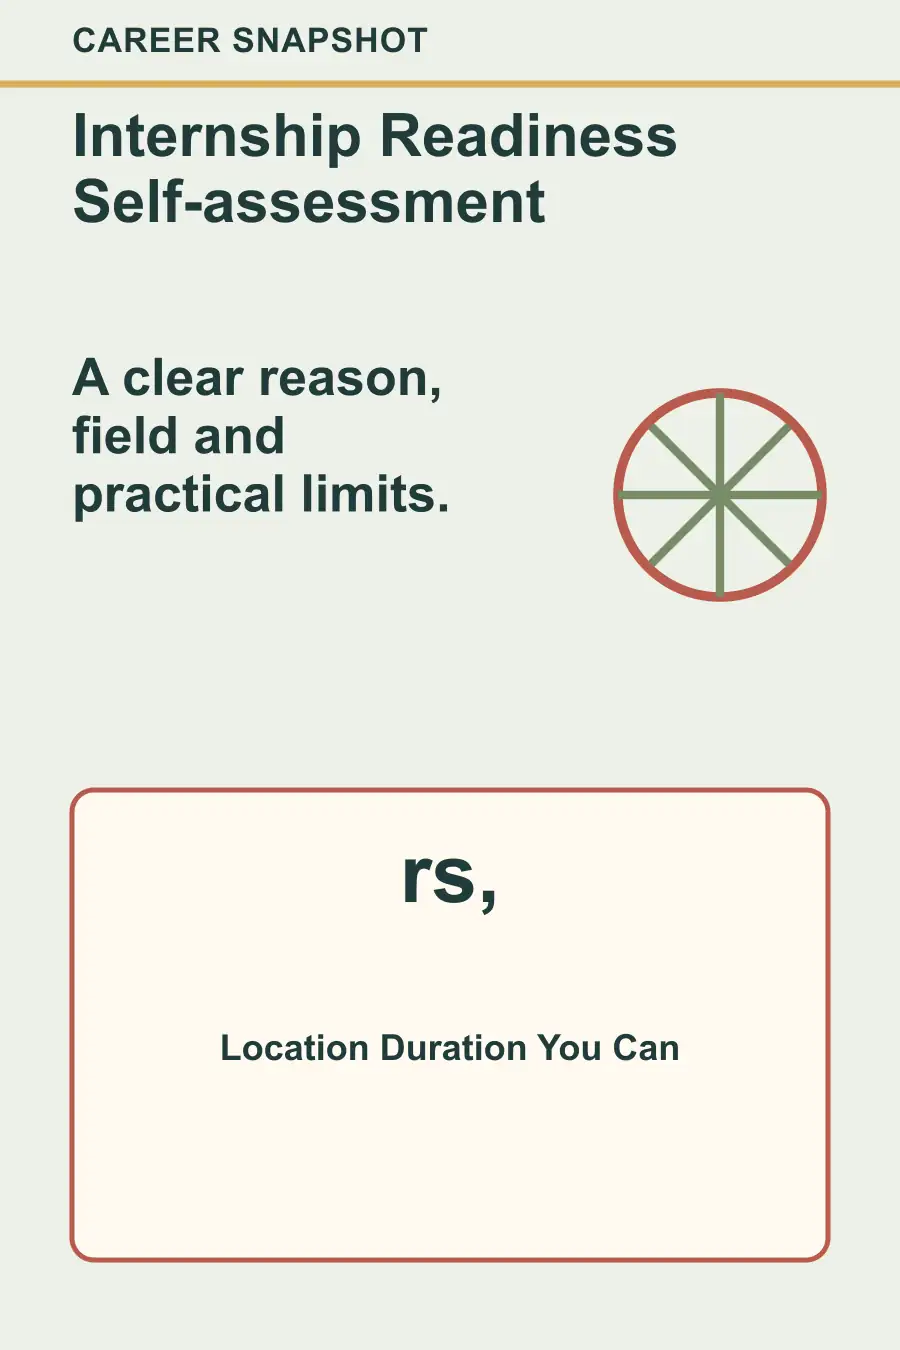 CAREER SNAPSHOT
Internship Readiness
Self-assessment
A clear reason,
field and
practical limits.
rs,
Location Duration You Can